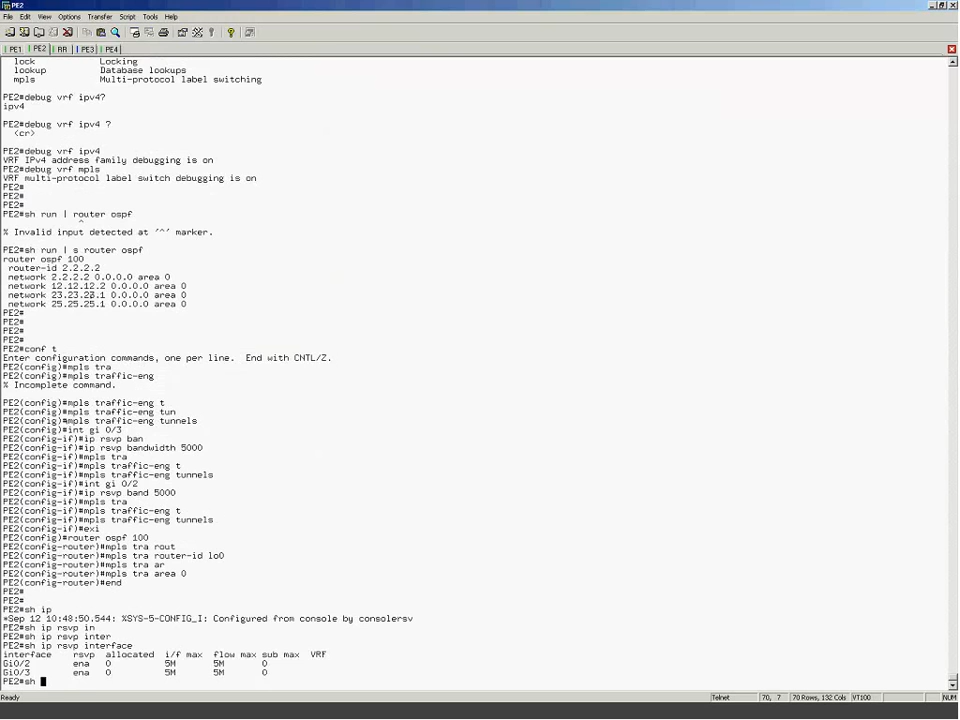 PE2
File Edit View Options Transfer Script Tools Help
PE1 PE2 RR PE3 PE4
lock Locking
lookup Database lookups
mpls Multi-protocol label switching
PE2#debug vrf ipv4?
ipv4
PE2#debug vrf ipv4 ?
<cr>
PE2#debug vrf ipv4
VRF IPv4 address family debugging is on
PE2#debug vrf mpls
VRF multi-protocol label switch debugging is on
PE2#
PE2#
PE2#
PE2#sh run | router ospf
^
% Invalid input detected at '^' marker.
PE2#sh run | s router ospf
router ospf 100
router-id 2.2.2.2
network 2.2.2.2 0.0.0.0 area 0
network 12.12.12.2 0.0.0.0 area 0
network 23.23.23.1 0.0.0.0 area 0
network 25.25.25.1 0.0.0.0 area 0
PE2#
PE2#
PE2#
PE2#
PE2#conf t
Enter configuration commands, one per line. End with CNTL/Z.
PE2(config)#mpls tra
PE2(config)#mpls traffic-eng
% Incomplete command.
PE2(config)#mpls traffic-eng t
PE2(config)#mpls traffic-eng tun
PE2(config)#mpls traffic-eng tunnels
PE2(config)#int gi 0/3
PE2(config-if)#ip rsvp ban
PE2(config-if)#ip rsvp bandwidth 5000
PE2(config-if)#mpls tra
PE2(config-if)#mpls traffic-eng t
PE2(config-if)#mpls traffic-eng tunnels
PE2(config-if)#int gi 0/2
PE2(config-if)#ip rsvp band 5000
PE2(config-if)#mpls tra
PE2(config-if)#mpls traffic-eng t
PE2(config-if)#mpls traffic-eng tunnels
PE2(config-if)#exi
PE2(config)#router ospf 100
PE2(config-router)#mpls tra rout
PE2(config-router)#mpls tra router-id lo0
PE2(config-router)#mpls tra ar
PE2(config-router)#mpls tra area 0
PE2(config-router)#end
PE2#
PE2#
PE2#sh ip
*Sep 12 10:48:50.544: %SYS-5-CONFIG_I: Configured from console by consolersv
PE2#sh ip rsvp in
PE2#sh ip rsvp inter
PE2#sh ip rsvp interface
interface rsvp allocated i/f max flow max sub max VRF
Gi0/2 ena 0 5M 5M 0
Gi0/3 ena 0 5M 5M 0
PE2#sh
Ready Telnet 70, 7 70 Rows, 132 Cols VT100 NUM